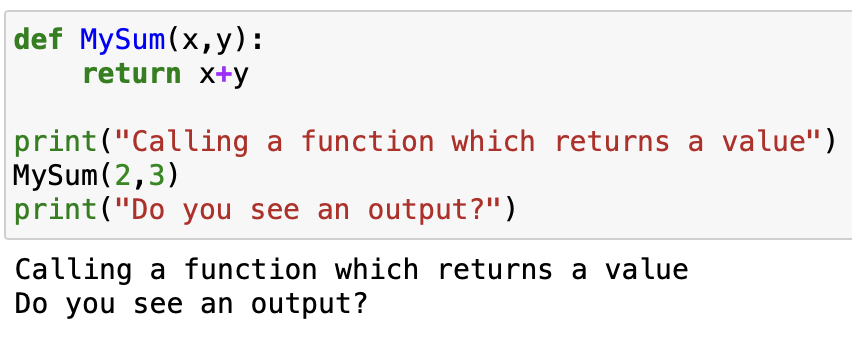 def MySum(x,y):
    return x+y
print("Calling a function which returns a value")
MySum(2,3)
print("Do you see an output?")
Calling a function which returns a value
Do you see an output?